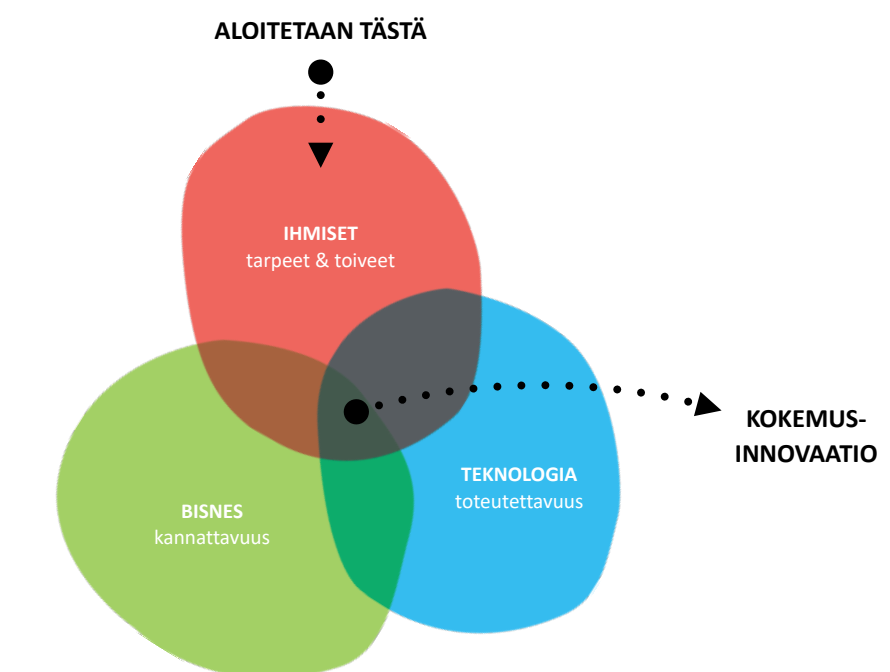 ALOITETAAN TÄSTÄ
IHMISET
tarpeet & toiveet
TEKNOLOGIA
toteutettavuus
BISNES
kannattavuus
KOKEMUS-
INNOVAATIO